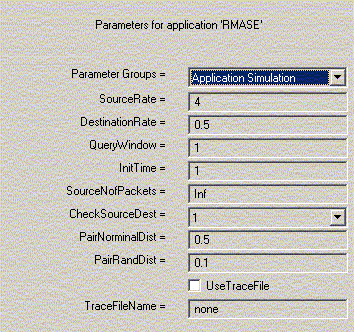 Parameters for application 'RMASE'
Parameter Groups = Application Simulation
SourceRate = 4
DestinationRate = 0.5
QueryWindow = 1
InitTime = 1
SourceNofPackets = Inf
CheckSourceDest = 1
PairNorminalDist = 0.5
PairRandDist = 0.1
UseTraceFile
TraceFileName = none